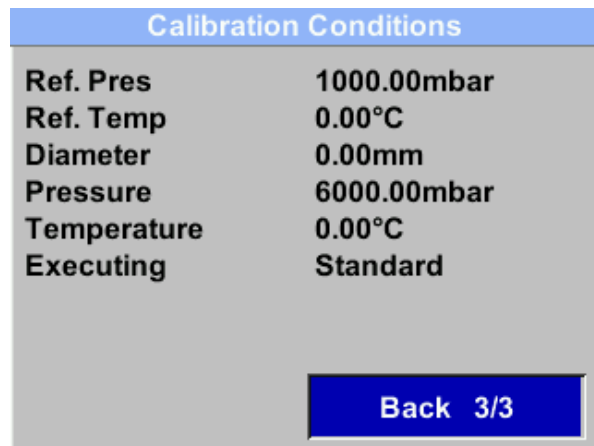 Calibration Conditions
Ref. Pres 1000.00mbar
Ref. Temp 0.00°C
Diameter 0.00mm
Pressure 6000.00mbar
Temperature 0.00°C
Executing Standard
Back 3/3